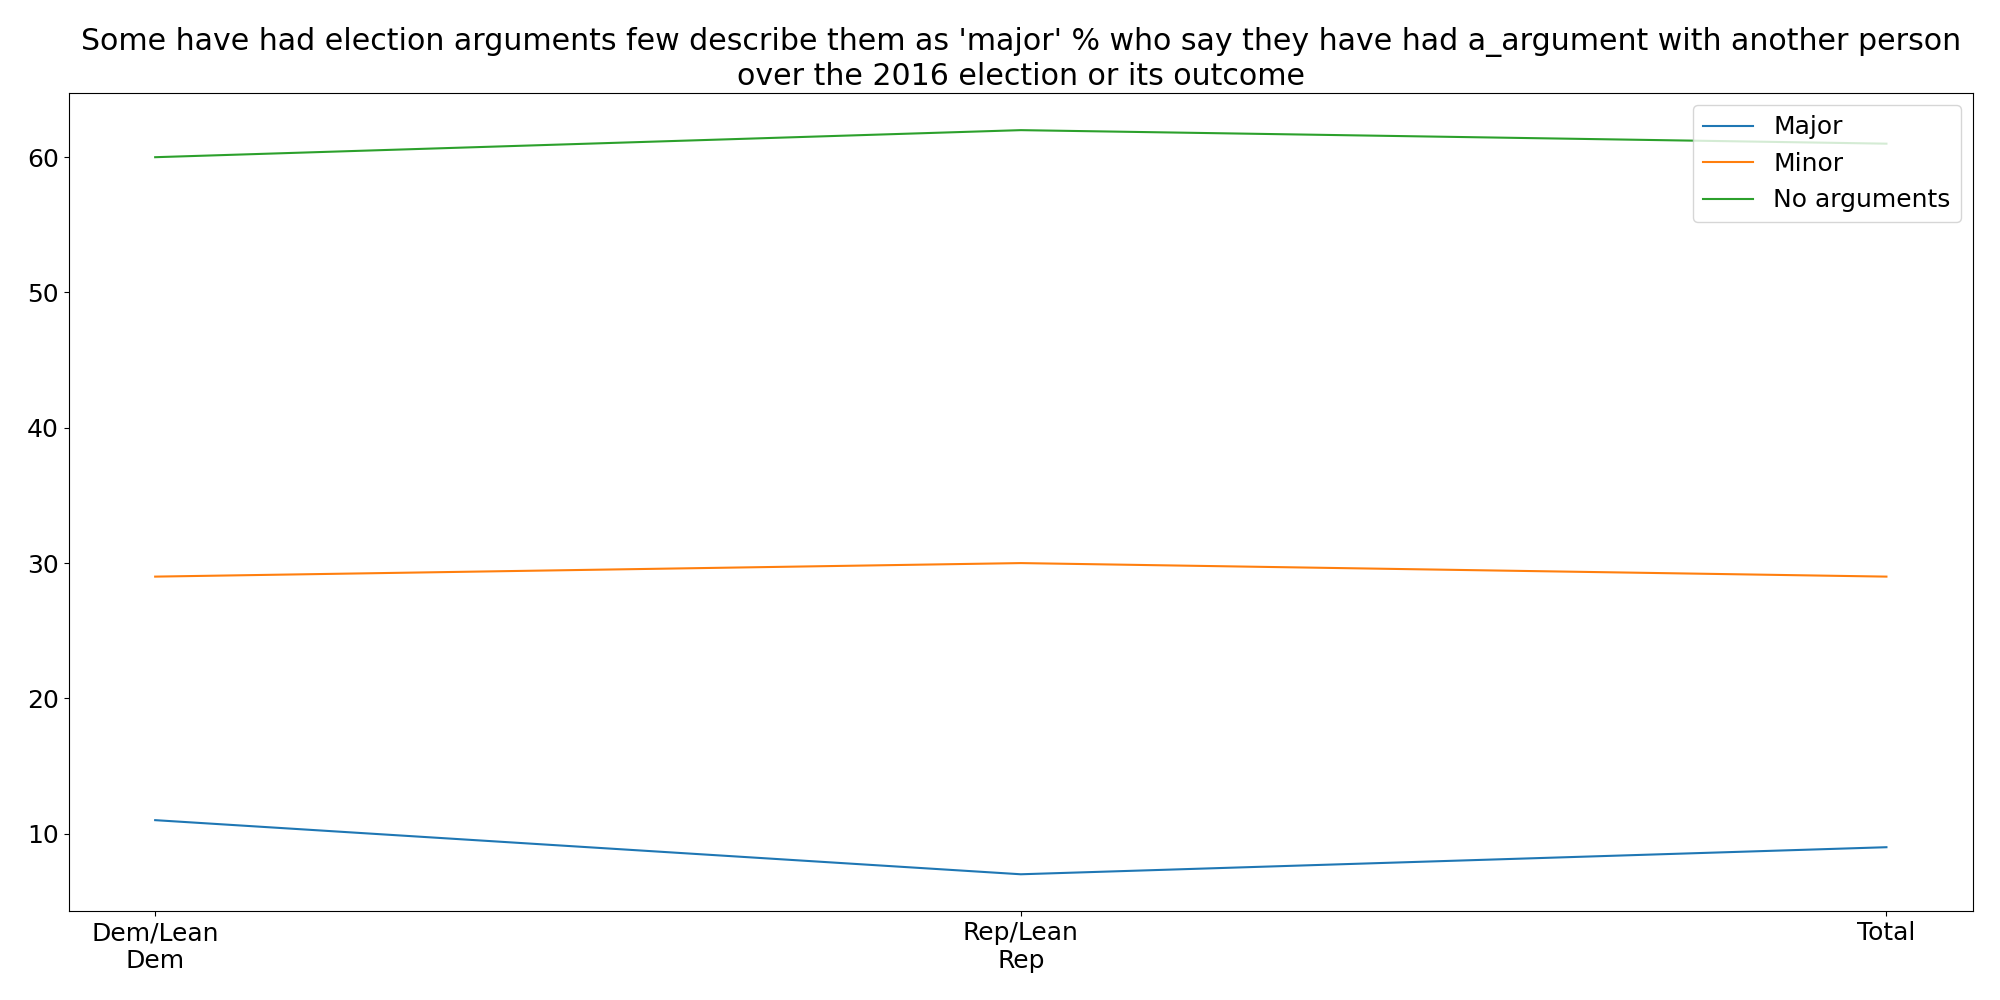 Some have had election arguments few describe them as 'major' % who say they have had a_argument with another person
over the 2016 election or its outcome
Major
Minor
No arguments
60
50
40
30
20
10
Dem/Lean
Dem
Rep/Lean
Rep
Total